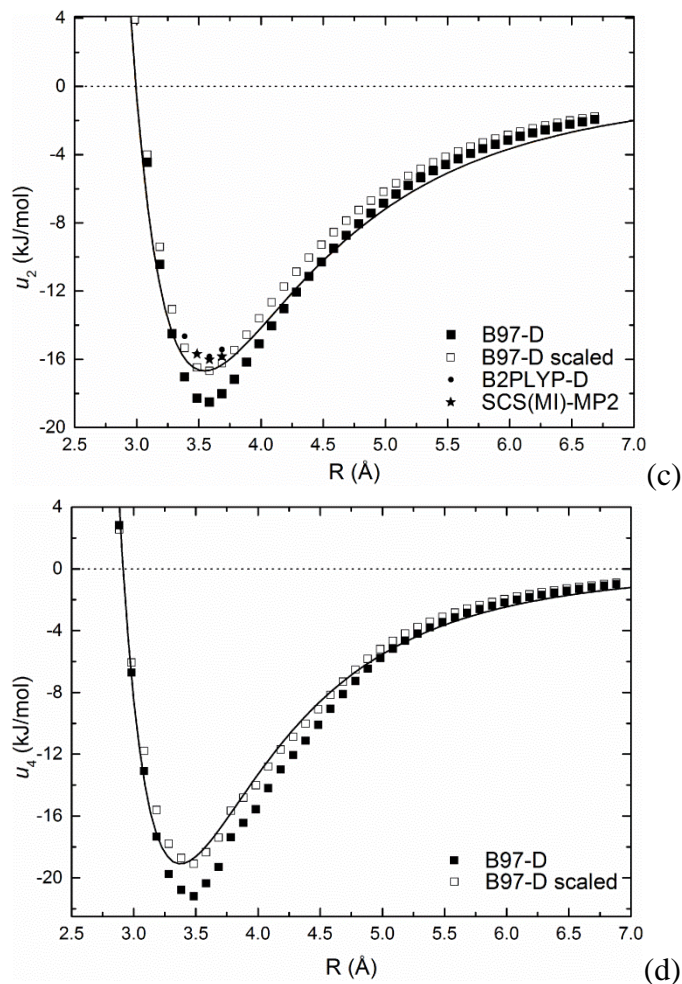 4
0
-4
-8
-12
-16
-20
u2 (kJ/mol)
B97-D
B97-D scaled
B2PLYP-D
SCS(MI)-MP2
2.5 3.0 3.5 4.0 4.5 5.0 5.5 6.0 6.5 7.0
R (Å)
(c)
4
0
-4
-8
-12
-16
-20
u4 (kJ/mol)
B97-D
B97-D scaled
2.5 3.0 3.5 4.0 4.5 5.0 5.5 6.0 6.5 7.0
R (Å)
(d)